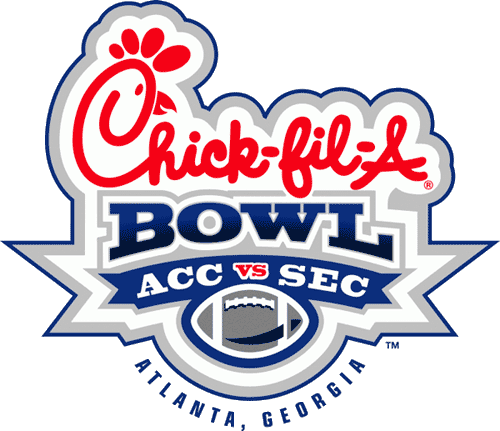 Chick-fil-A®
BOWL
ACC VS SEC
™
ATLANTA, GEORGIA